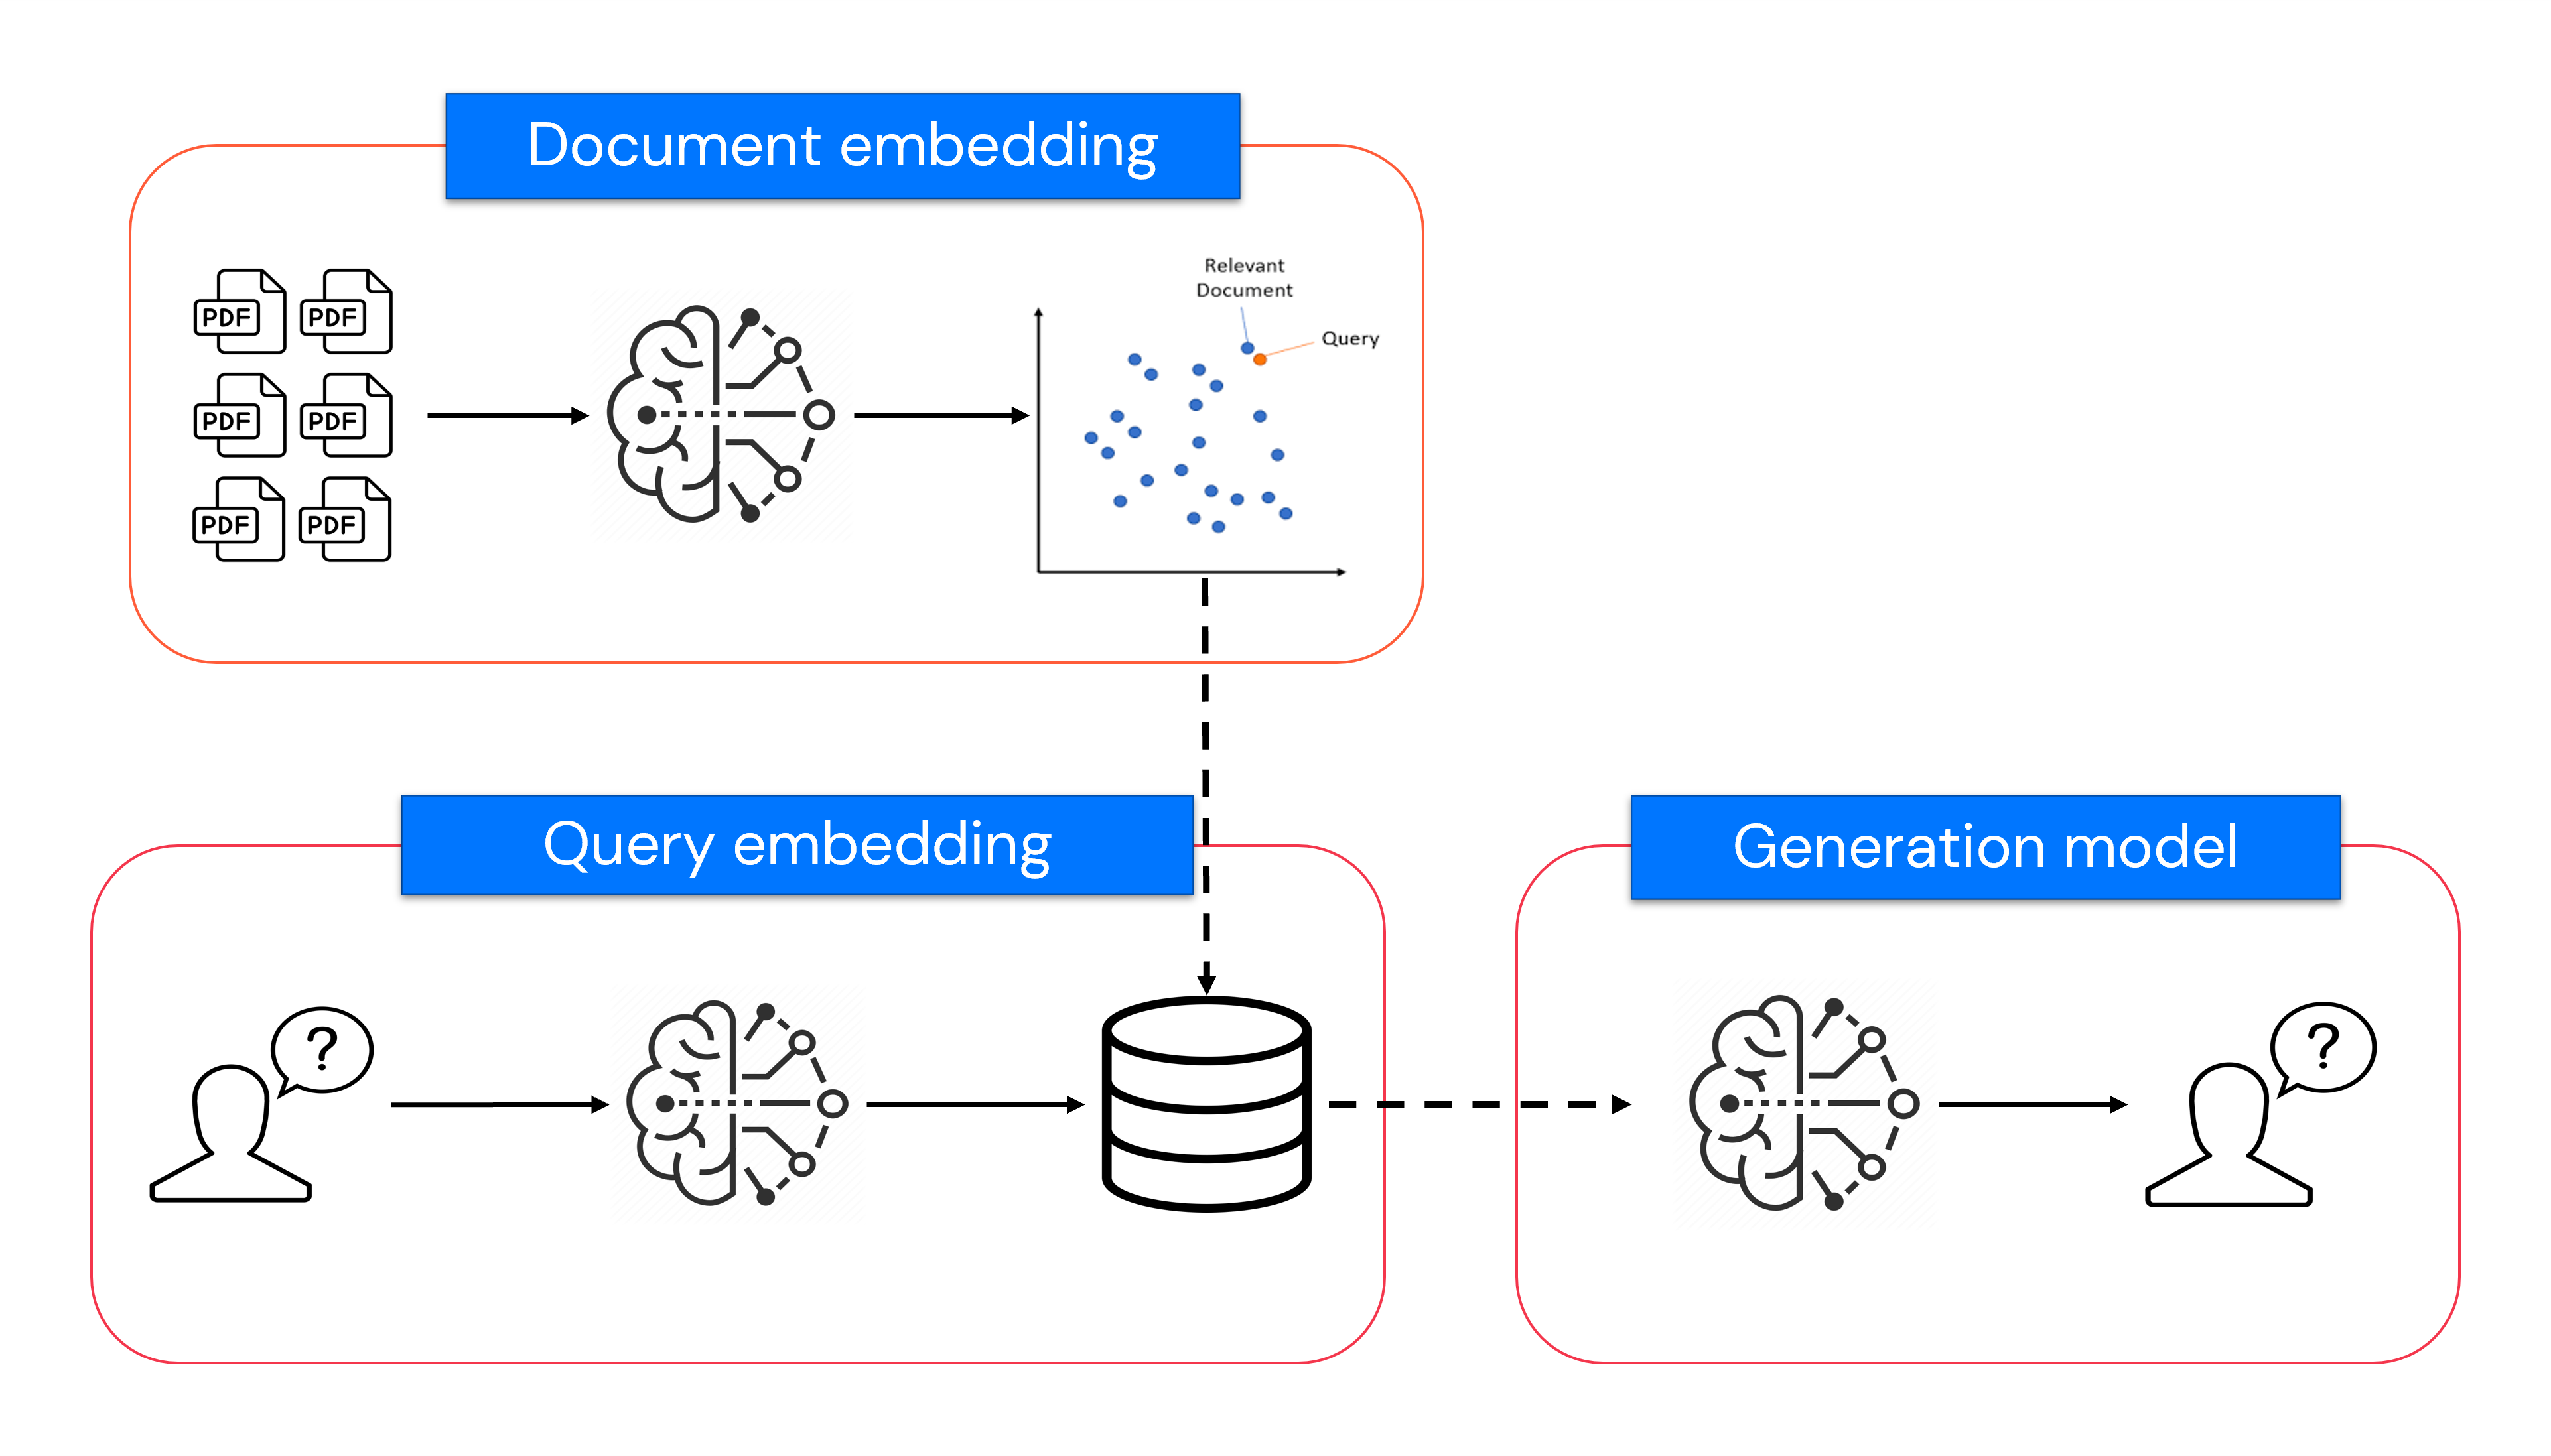 Document embedding
Relevant
Document
Query
PDF PDF
PDF PDF
PDF PDF
Query embedding
Generation model
?
?